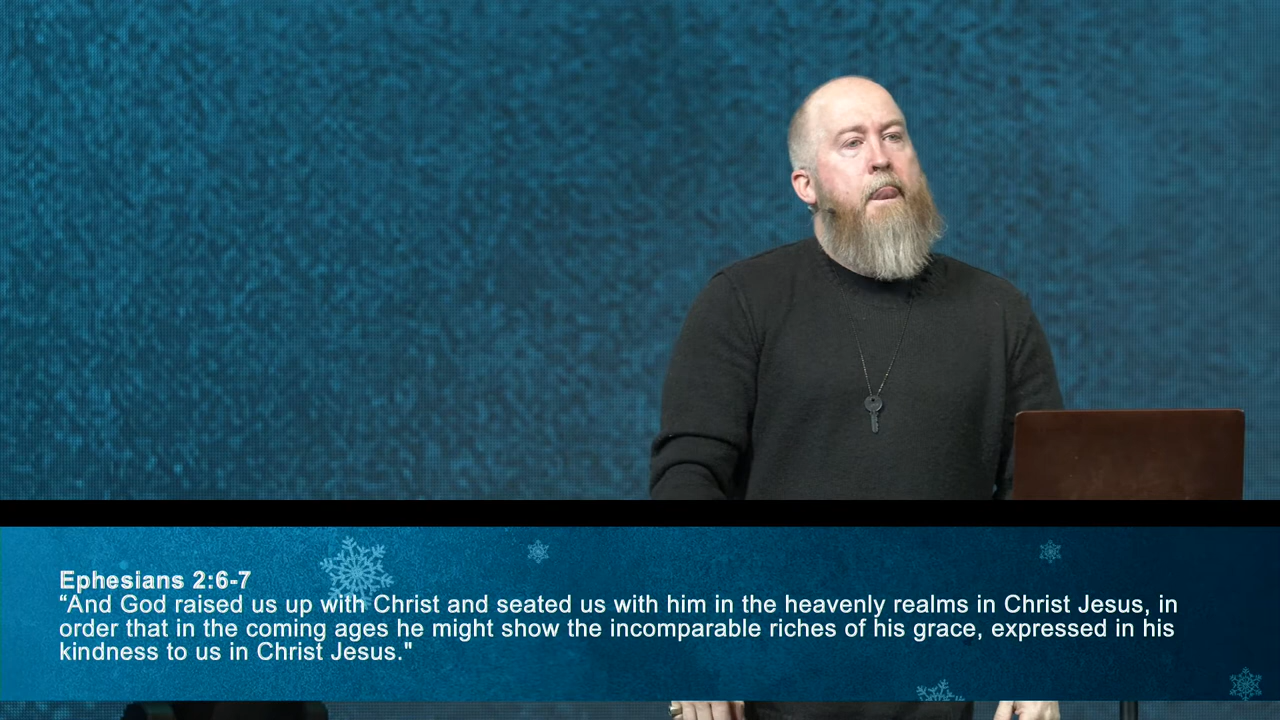 Ephesians 2:6-7
“And God raised us up with Christ and seated us with him in the heavenly realms in Christ Jesus, in
order that in the coming ages he might show the incomparable riches of his grace, expressed in his
kindness to us in Christ Jesus."